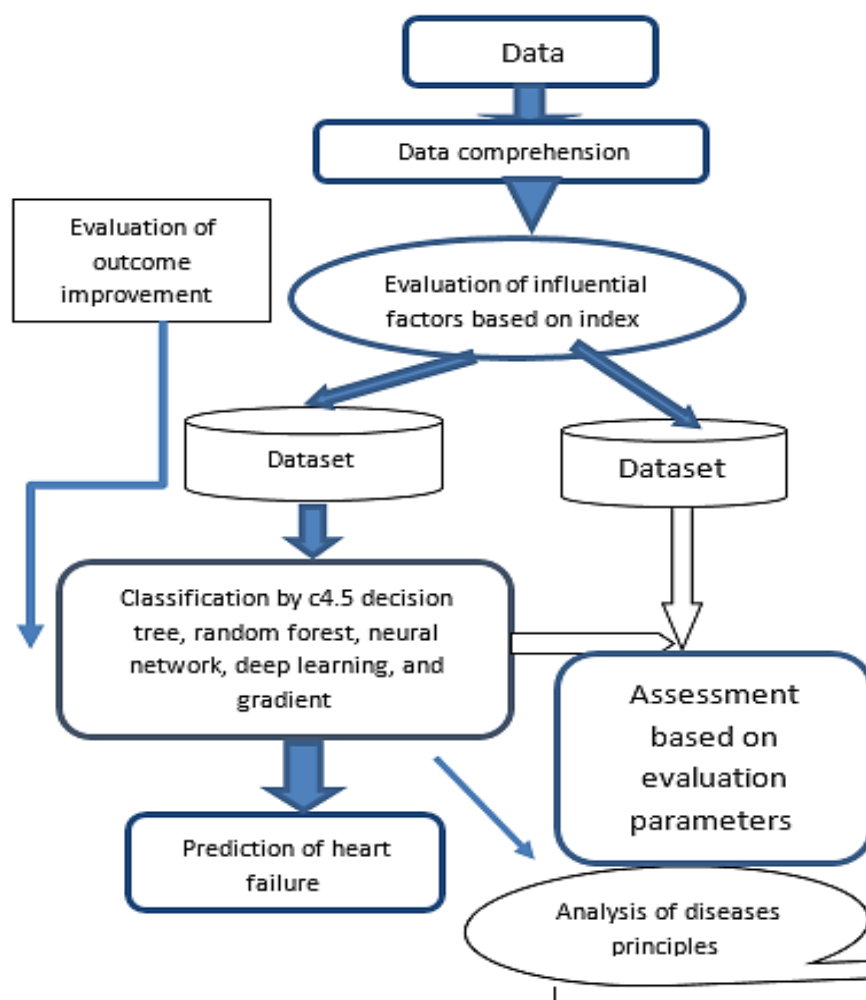 Data
Data comprehension
Evaluation of
outcome
improvement
Evaluation of influential
factors based on index
Dataset
Dataset
Classification by c4.5 decision
tree, random forest, neural
network, deep learning, and
gradient
Assessment
based on
evaluation
parameters
Prediction of heart
failure
Analysis of diseases
principles